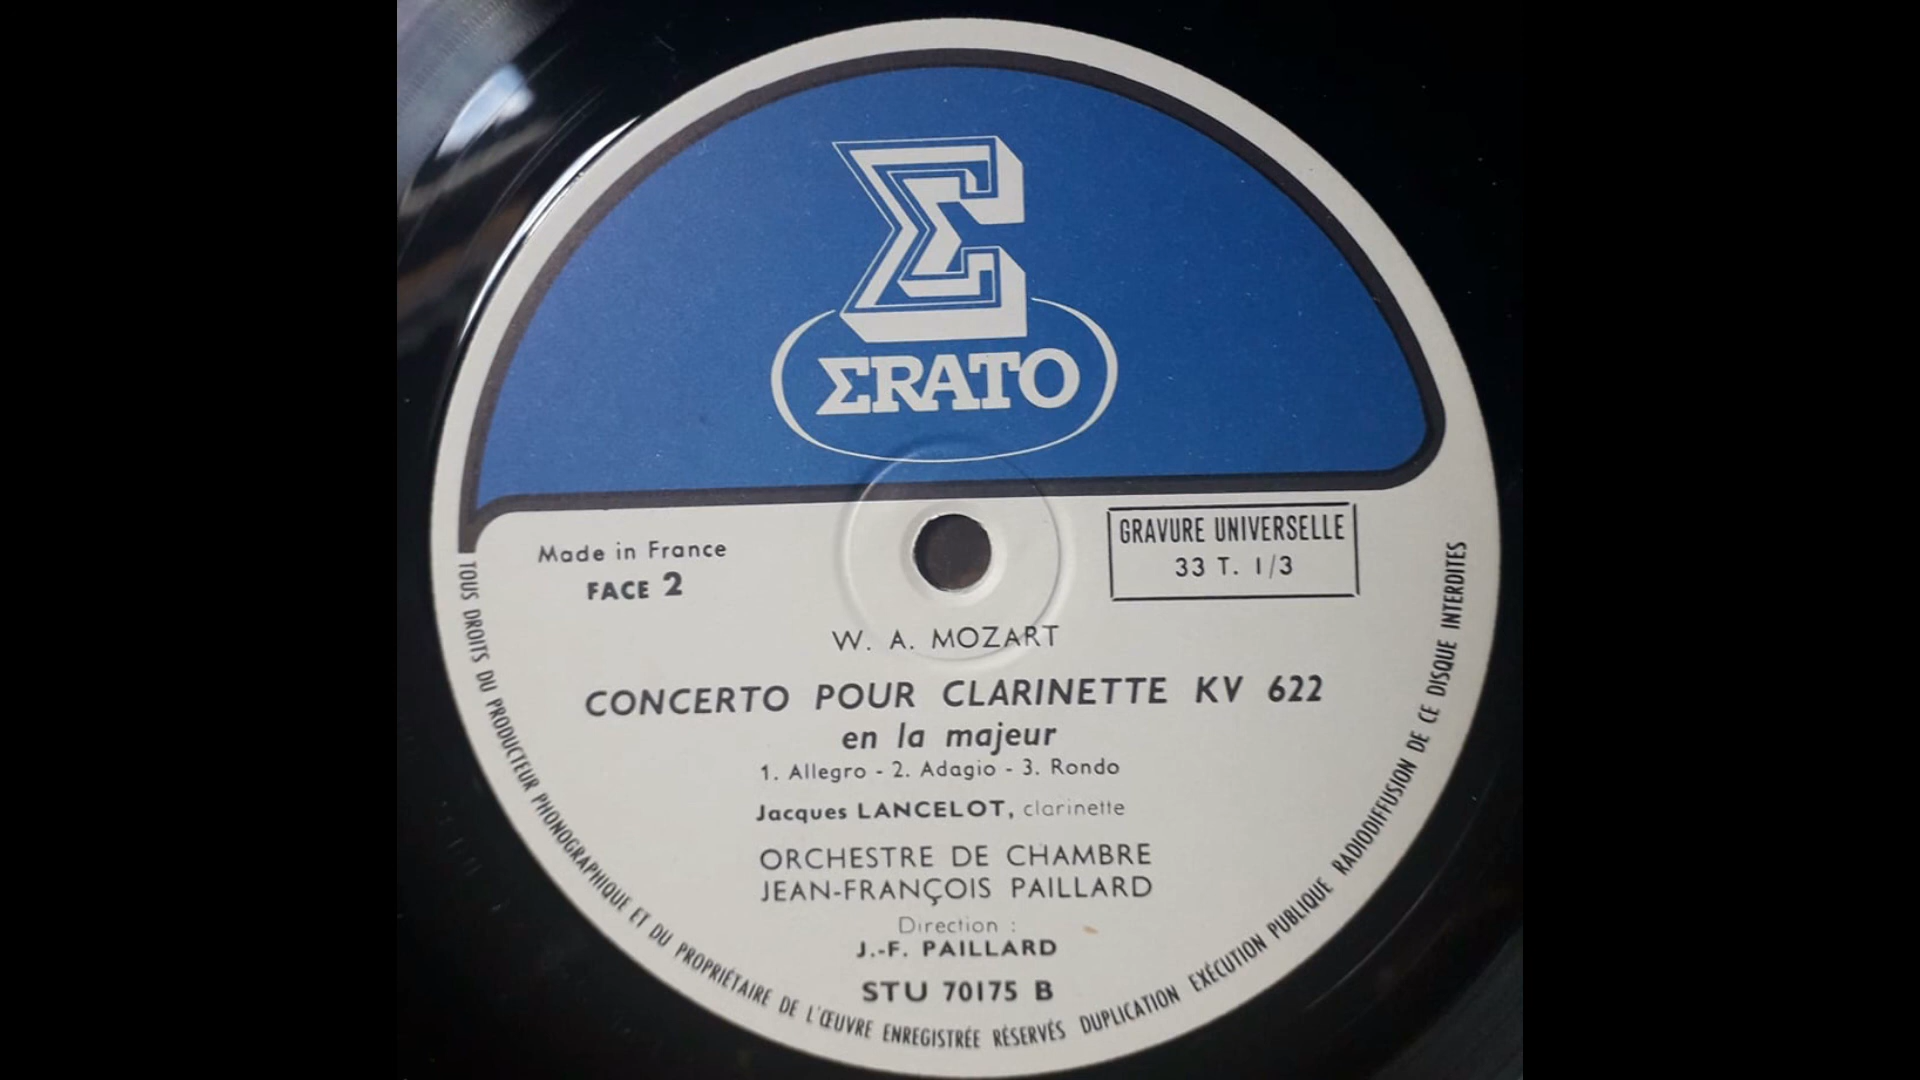 Σ
ΣRATO
Made in France
FACE 2
GRAVURE UNIVERSELLE
33 T. 1/3
W. A. MOZART
CONCERTO POUR CLARINETTE KV 622
en la majeur
1. Allegro - 2. Adagio - 3. Rondo
Jacques LANCELOT, clarinette
ORCHESTRE DE CHAMBRE
JEAN-FRANÇOIS PAILLARD
Direction :
J.-F. PAILLARD
STU 70175 B
TOUS DROITS DU PRODUCTEUR PHONOGRAPHIQUE ET DU PROPRIÉTAIRE DE L'ŒUVRE ENREGISTRÉE RÉSERVÉS DUPLICATION EXÉCUTION PUBLIQUE RADIODIFFUSION DE CE DISQUE INTERDITES